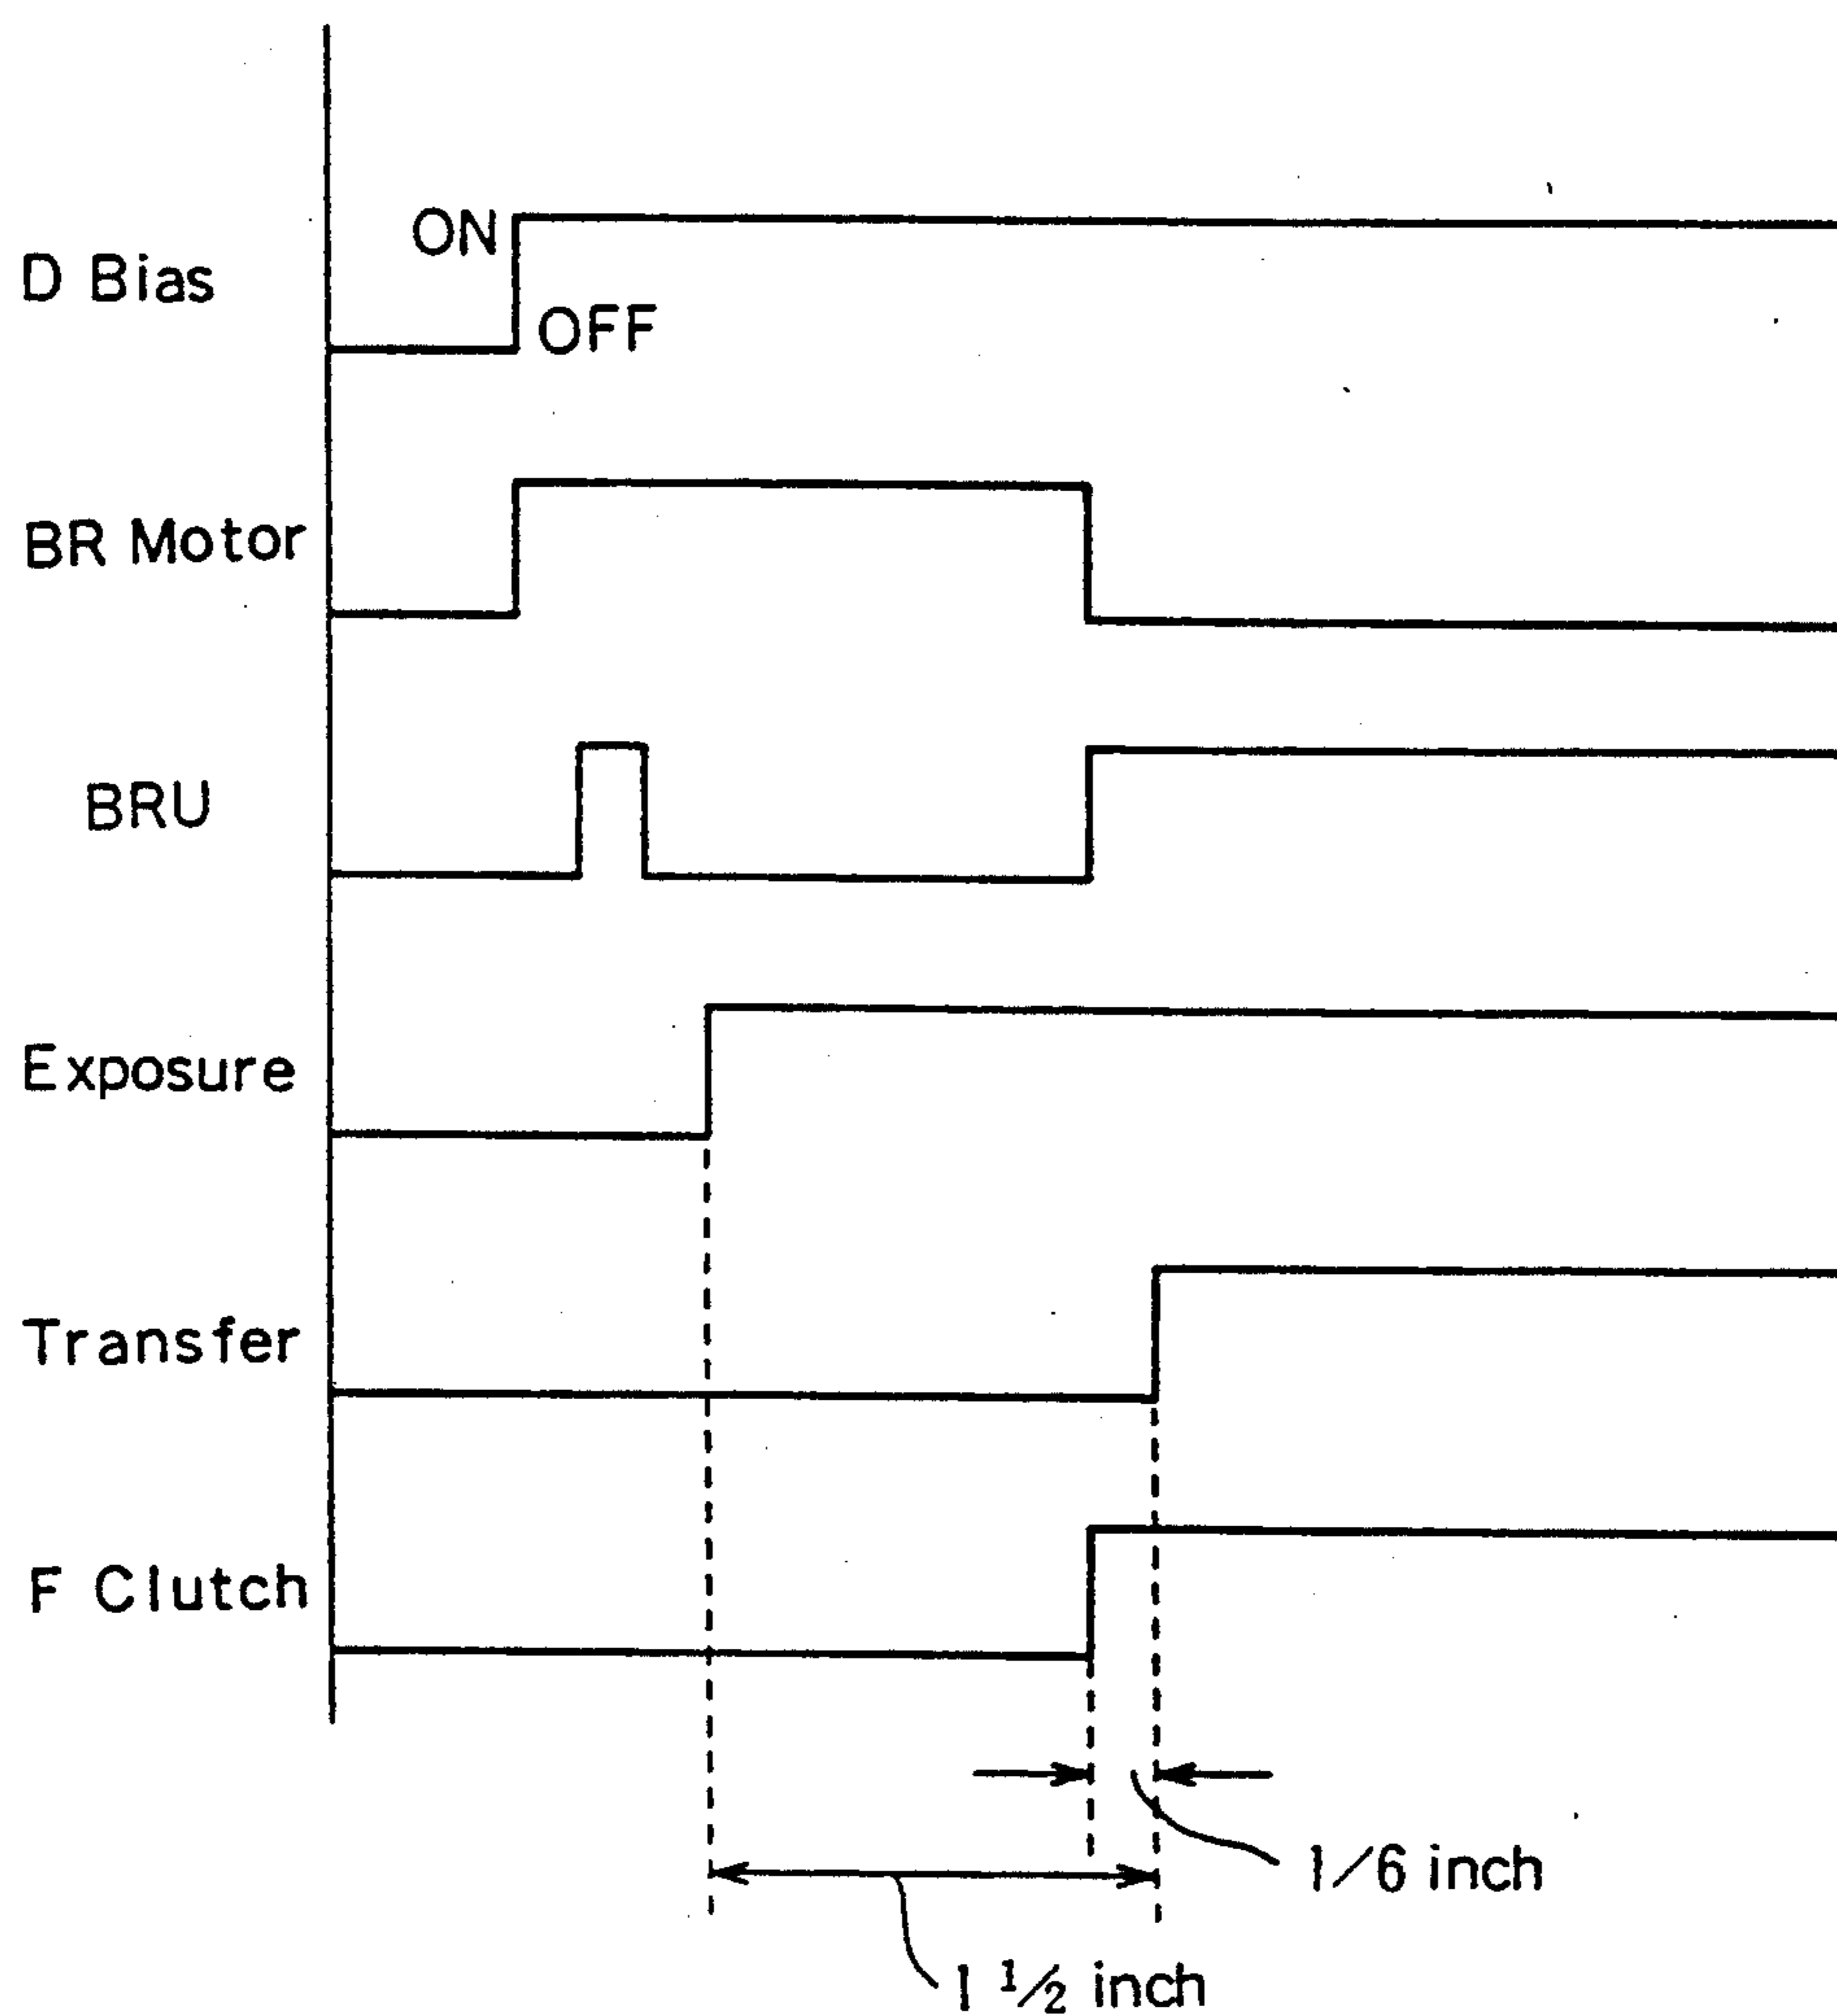 ON
D Bias
OFF
BR Motor
BRU
Exposure
Transfer
F Clutch
1/6 inch
1 1/2 inch